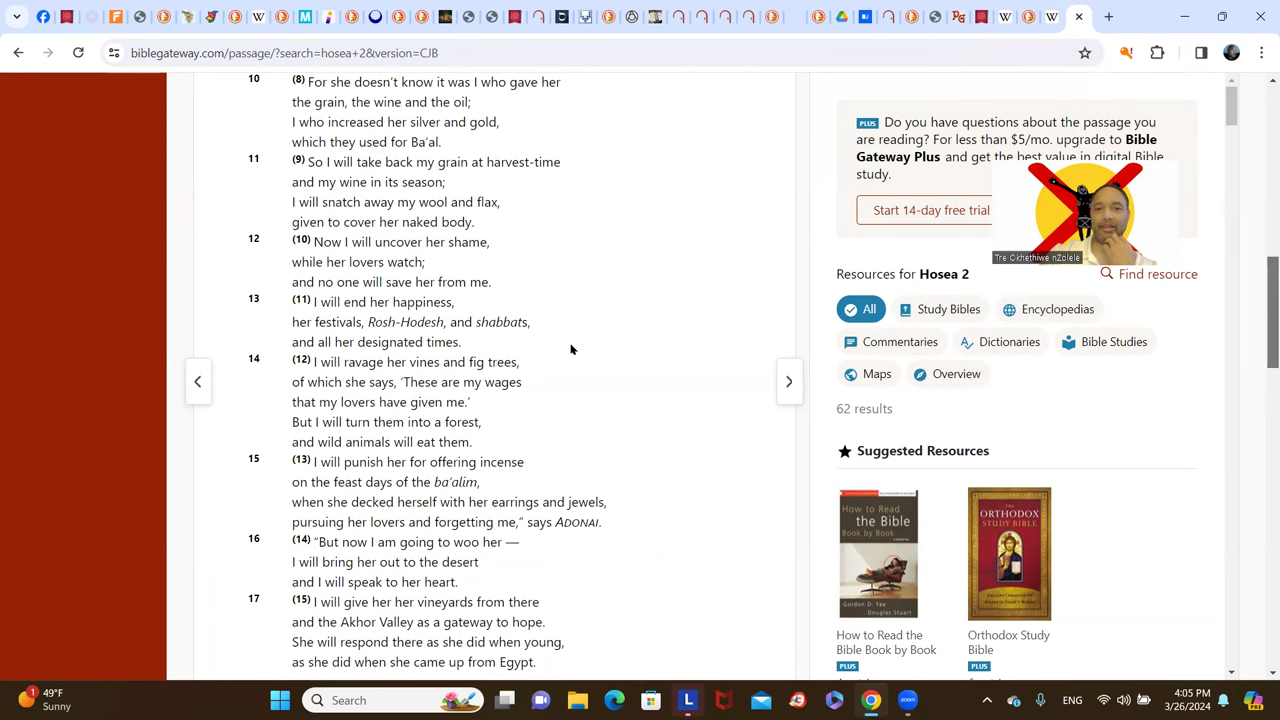 biblegateway.com/passage/?search=hosea+2&version=CJB
10 (8) For she doesn't know it was I who gave her
the grain, the wine and the oil;
I who increased her silver and gold,
which they used for Ba'al.
11 (9) So I will take back my grain at harvest-time
and my wine in its season;
I will snatch away my wool and flax,
given to cover her naked body.
12 (10) Now I will uncover her shame,
while her lovers watch;
and no one will save her from me.
13 (11) I will end her happiness,
her festivals, Rosh-Hodesh, and shabbats,
and all her designated times.
14 (12) I will ravage her vines and fig trees,
of which she says, 'These are my wages
that my lovers have given me.'
But I will turn them into a forest,
and wild animals will eat them.
15 (13) I will punish her for offering incense
on the feast days of the ba'alim,
when she decked herself with her earrings and jewels,
pursuing her lovers and forgetting me," says ADONAI.
16 (14) "But now I am going to woo her —
I will bring her out to the desert
and I will speak to her heart.
17 (15) I will give her her vineyards from there
and the Akhor Valley as a gateway to hope.
She will respond there as she did when young,
as she did when she came up from Egypt.
PLUS Do you have questions about the passage you
are reading? For less than $5/mo. upgrade to Bible
Gateway Plus and get the best value in digital Bible
study.
Start 14-day free trial
Tre Okhethiwe nZolele
Resources for Hosea 2
Find resource
All Study Bibles Encyclopedias
Commentaries Dictionaries Bible Studies
Maps Overview
62 results
Suggested Resources
How to Read
the Bible
Book by Book
Gordon D. Fee
Douglas Stuart
THE
ORTHODOX
STUDY BIBLE
How to Read the
Bible Book by Book
PLUS
Orthodox Study
Bible
PLUS
1
49°F
Sunny
Search
L
ENG
4:05 PM
3/26/2024